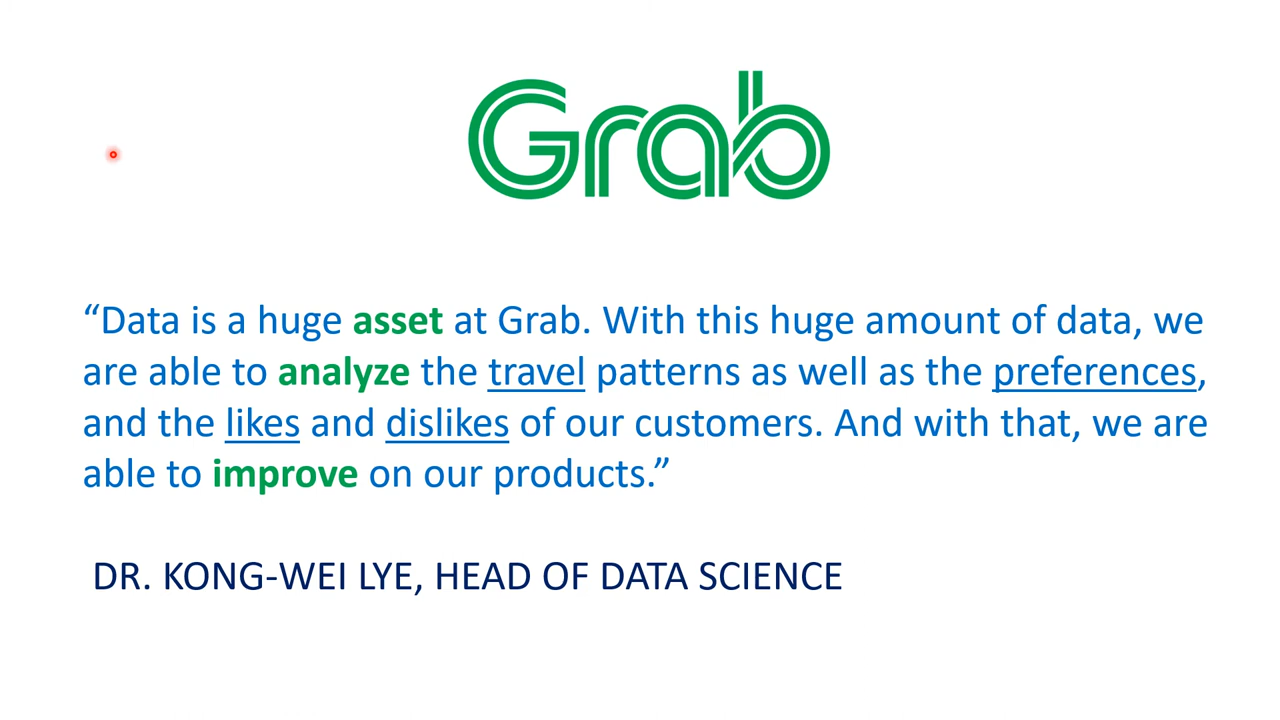 Grab
“Data is a huge asset at Grab. With this huge amount of data, we
are able to analyze the travel patterns as well as the preferences,
and the likes and dislikes of our customers. And with that, we are
able to improve on our products.”
DR. KONG-WEI LYE, HEAD OF DATA SCIENCE